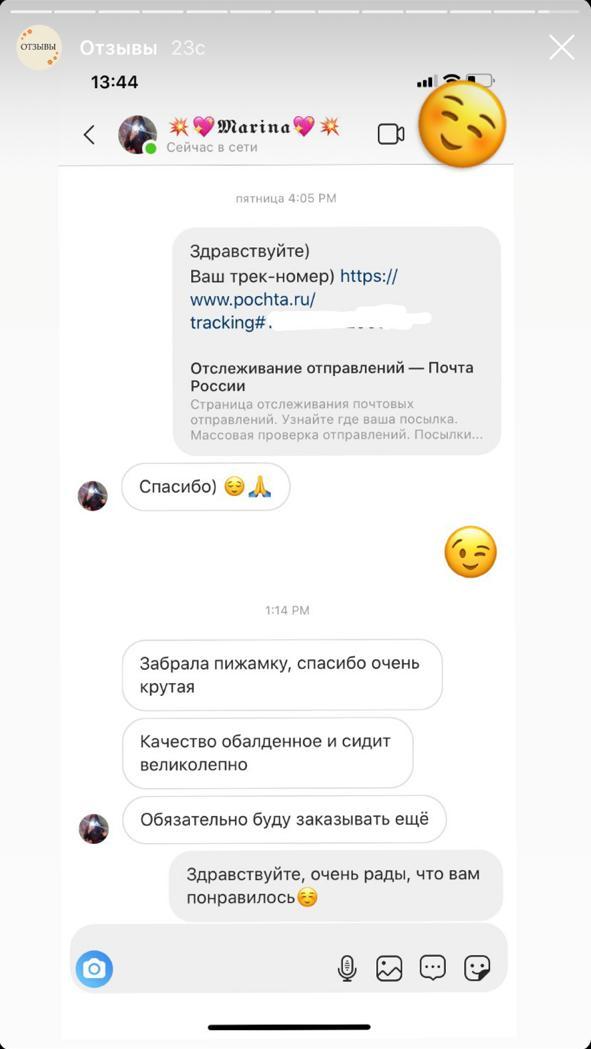 ОТЗЫВЫ
Отзывы 23с
13:44
💥💖𝕸𝖆𝖗𝖎𝖓𝖆💖💥
Сейчас в сети
пятница 4:05 PM
Здравствуйте)
Ваш трек-номер) https://
www.pochta.ru/
tracking#
Отслеживание отправлений — Почта
России
Страница отслеживания почтовых
отправлений. Узнайте где ваша посылка.
Массовая проверка отправлений. Посылки...
Спасибо) 😌🙏
1:14 PM
Забрала пижамку, спасибо очень
крутая
Качество обалденное и сидит
великолепно
Обязательно буду заказывать ещё
Здравствуйте, очень рады, что вам
понравилось☺️